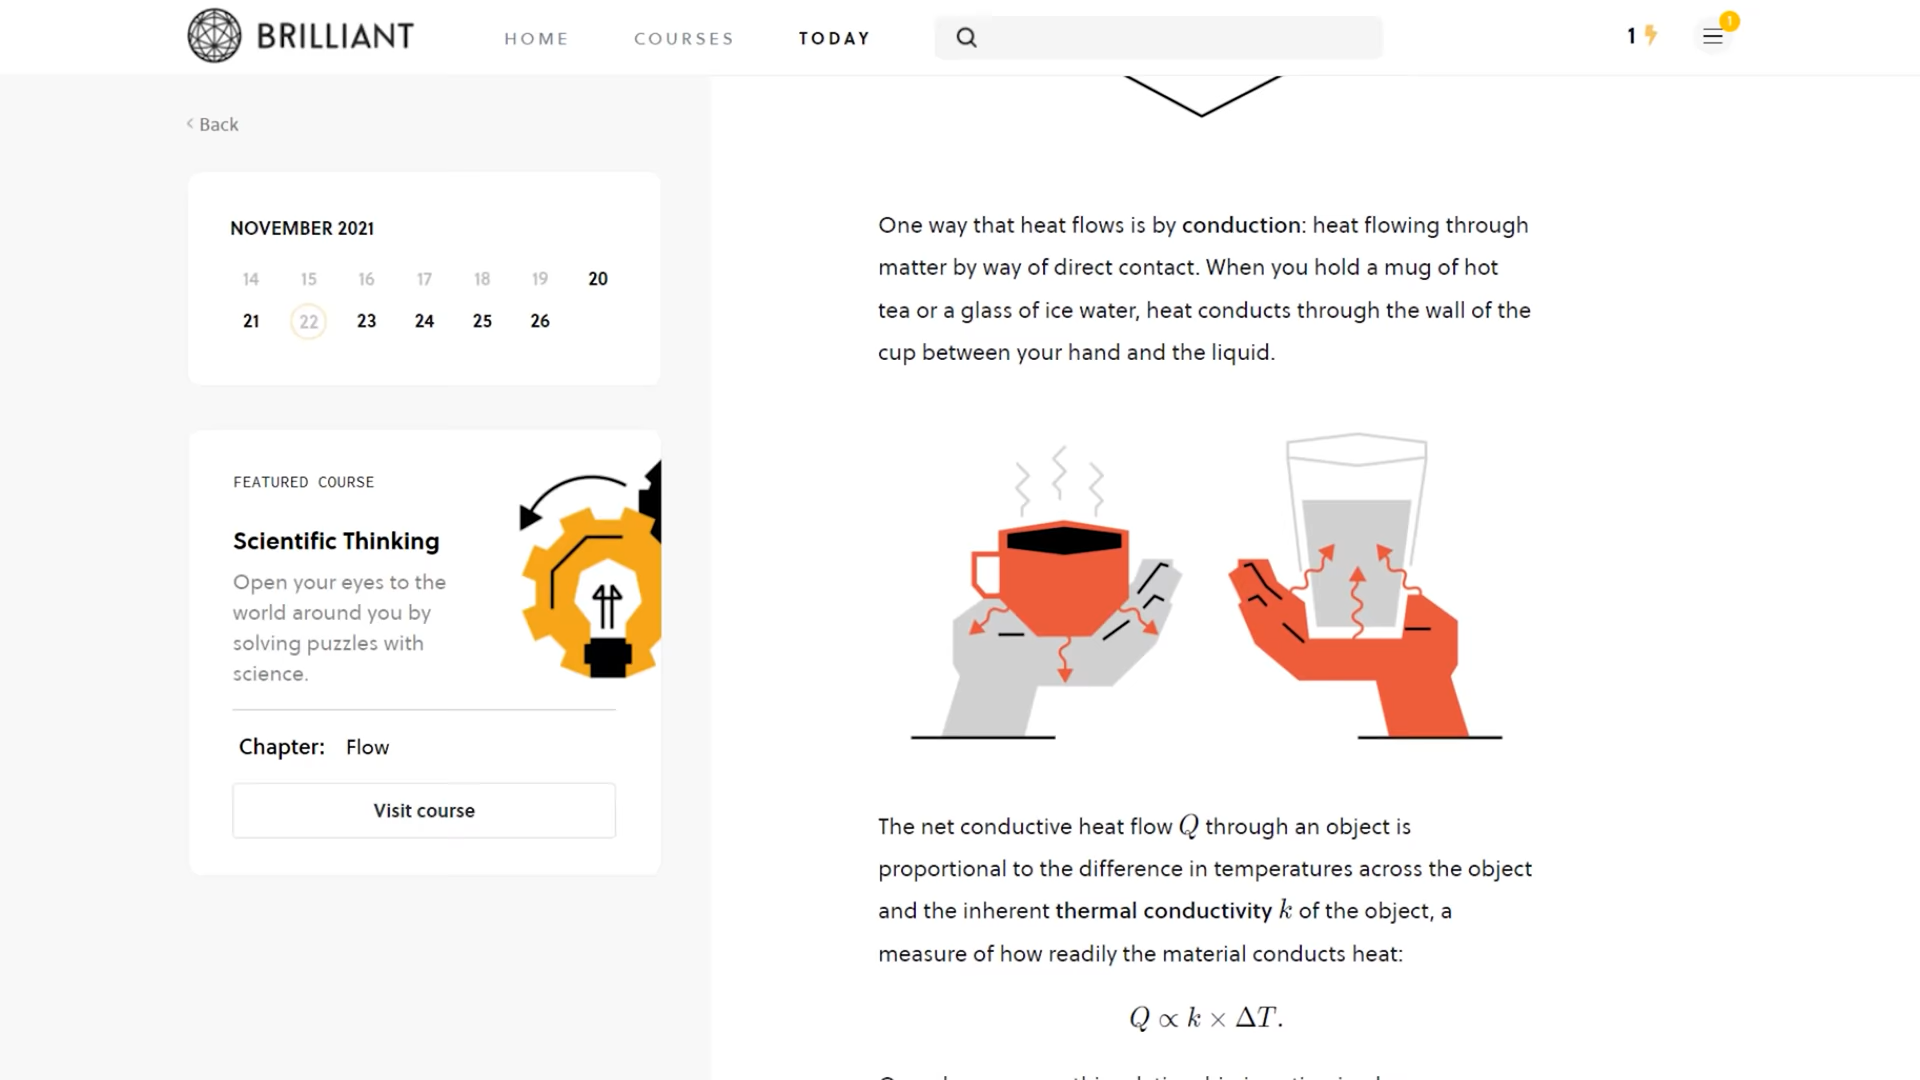 BRILLIANT
HOME
COURSES
TODAY
1
1
Back
NOVEMBER 2021
14 15 16 17 18 19 20
21 22 23 24 25 26
FEATURED COURSE
Scientific Thinking
Open your eyes to the
world around you by
solving puzzles with
science.
Chapter: Flow
Visit course
One way that heat flows is by conduction: heat flowing through
matter by way of direct contact. When you hold a mug of hot
tea or a glass of ice water, heat conducts through the wall of the
cup between your hand and the liquid.
The net conductive heat flow Q through an object is
proportional to the difference in temperatures across the object
and the inherent thermal conductivity k of the object, a
measure of how readily the material conducts heat:
Q ∝ k × ΔT.